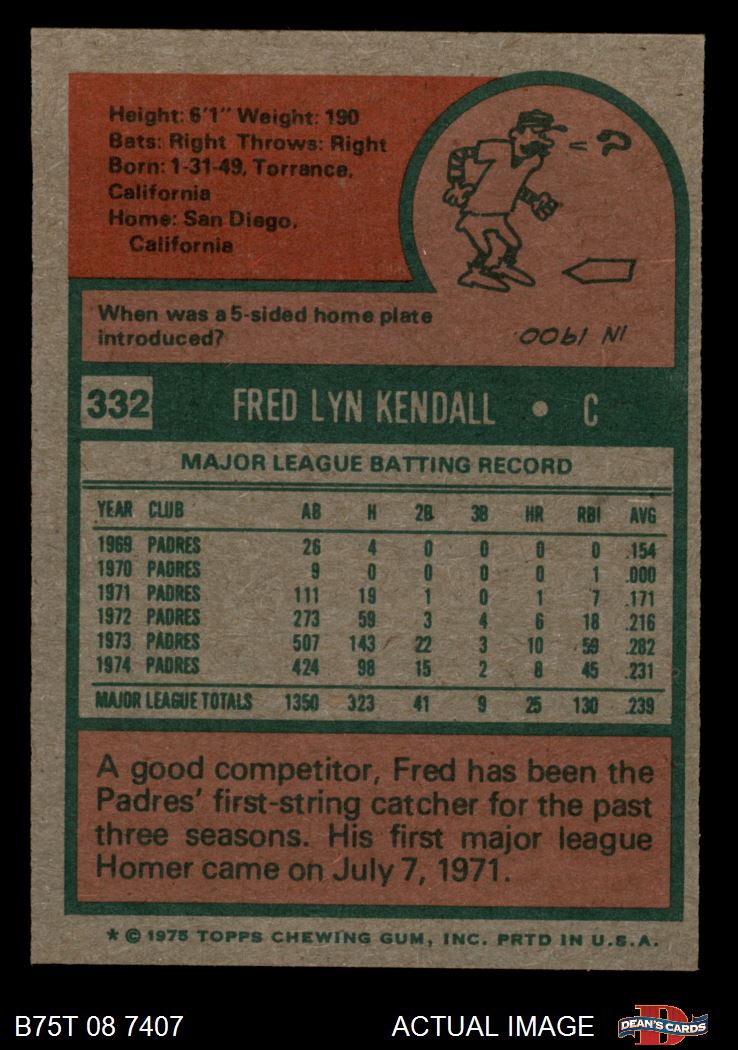 Height: 6'1" Weight: 190
Bats: Right Throws: Right
Born: 1-31-49, Torrance,
California
Home: San Diego,
California
When was a 5-sided home plate
introduced?
IN 1900.
332 FRED LYN KENDALL • C
MAJOR LEAGUE BATTING RECORD
YEAR CLUB AB H 2B 3B HR RBI AVG
1969 PADRES 26 4 0 0 0 0 .154
1970 PADRES 9 0 0 0 0 1 .000
1971 PADRES 111 19 1 0 1 7 .171
1972 PADRES 273 59 3 4 6 18 .216
1973 PADRES 507 143 22 3 10 59 .282
1974 PADRES 424 98 15 2 8 45 .231
MAJOR LEAGUE TOTALS 1350 323 41 9 25 130 .239
A good competitor, Fred has been the
Padres' first-string catcher for the past
three seasons. His first major league
Homer came on July 7, 1971.
* © 1975 TOPPS CHEWING GUM, INC. PRTD IN U.S.A.
B75T 08 7407 ACTUAL IMAGE DEAN'S CARDS